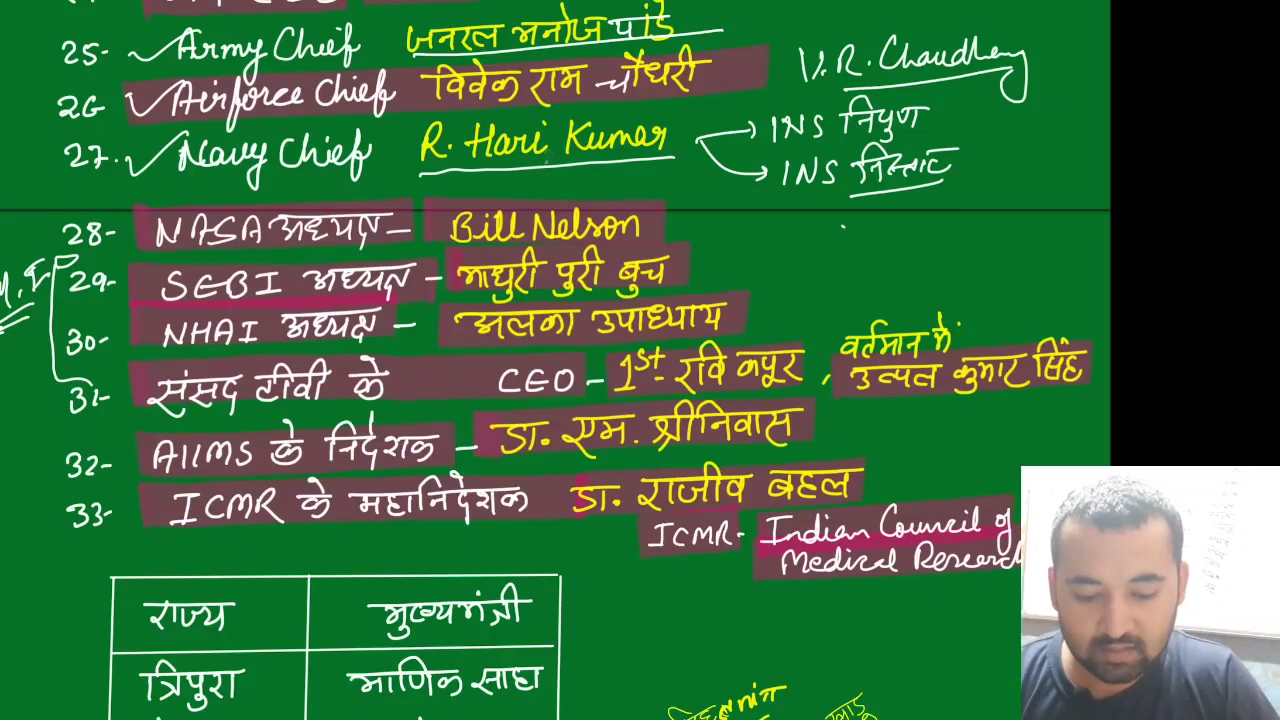 25- Army Chief जनरल मनोज पांडे
26 Airforce Chief विवेक राम चौधरी V. R. Chaudhary
27. Navy Chief R. Hari Kumar → INS निपुण
→ INS निस्तार
28- NASA अध्यक्ष – Bill Nelson
29- SEBI अध्यक्ष – माधुरी पुरी बुच
30- NHAI अध्यक्ष – अलका उपाध्याय
31- संसद टीवी के CEO – 1st रवि कपूर , वर्तमान में उत्पल कुमार सिंह
32- AIIMS के निर्देशक – डा. एम. श्रीनिवास
33- ICMR के महानिदेशक डा. राजीव बहल
ICMR- Indian Council of
Medical Research
राज्य मुख्यमंत्री
त्रिपुरा माणिक साहा